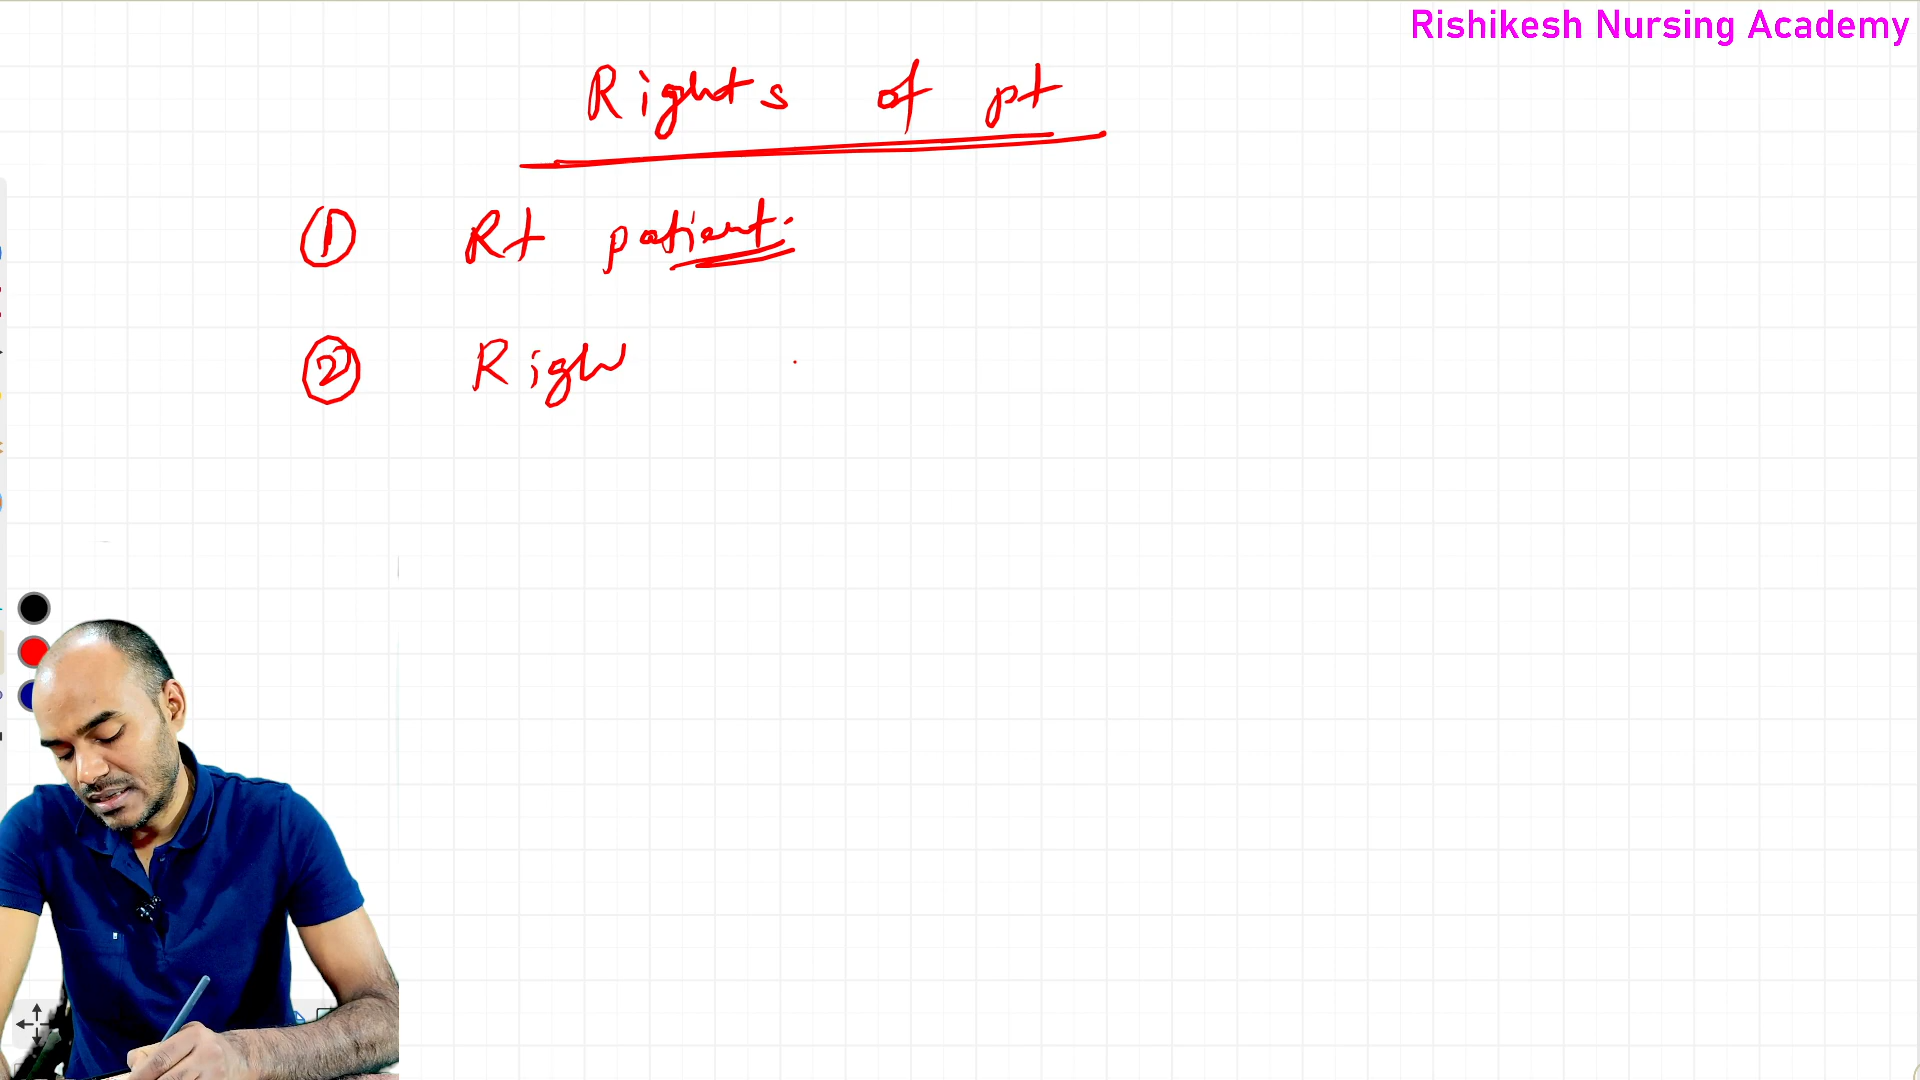 Rishikesh Nursing Academy
Rights of pt
① Rt patient.
② Righ